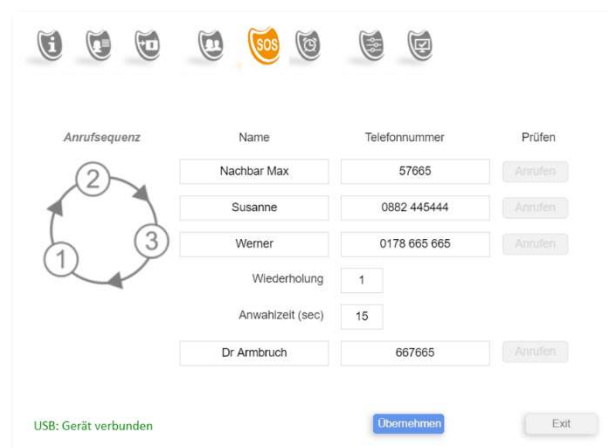 SOS
Anrufsequenz Name Telefonnummer Prüfen
2
3
1
Nachbar Max 57665 Anrufen
Susanne 0882 445444 Anrufen
Werner 0178 665 665 Anrufen
Wiederholung 1
Anwahlzeit (sec) 15
Dr Armbruch 667665 Anrufen
USB: Gerät verbunden Übernehmen Exit